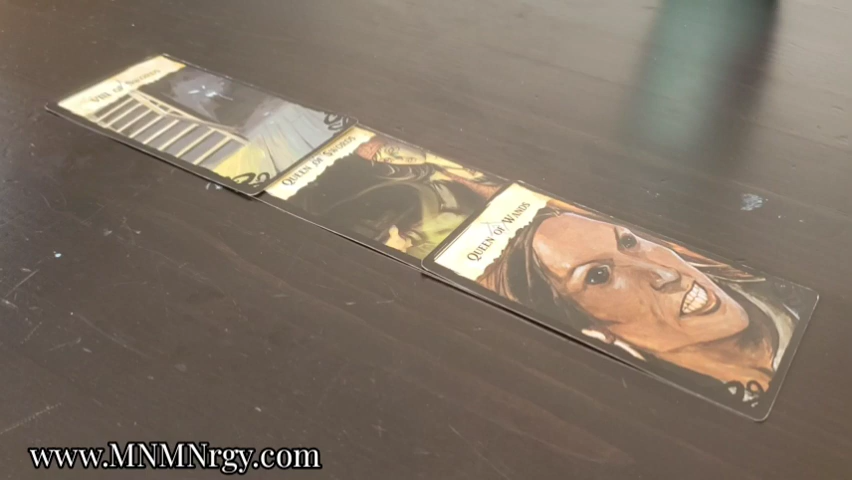 VIII OF SWORDS
QUEEN OF SWORDS
QUEEN OF WANDS
www.MNMNrgy.com